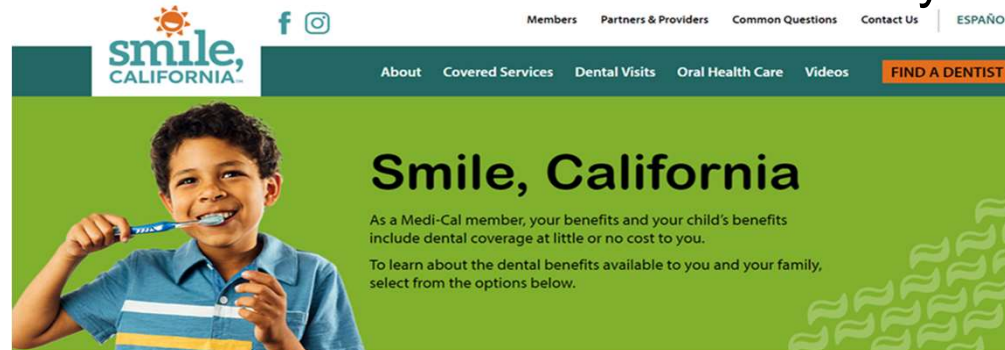 smile,
CALIFORNIA
Members Partners & Providers Common Questions Contact Us ESPAÑO
About Covered Services Dental Visits Oral Health Care Videos FIND A DENTIST
Smile, California
As a Medi-Cal member, your benefits and your child's benefits
include dental coverage at little or no cost to you.
To learn about the dental benefits available to you and your family,
select from the options below.